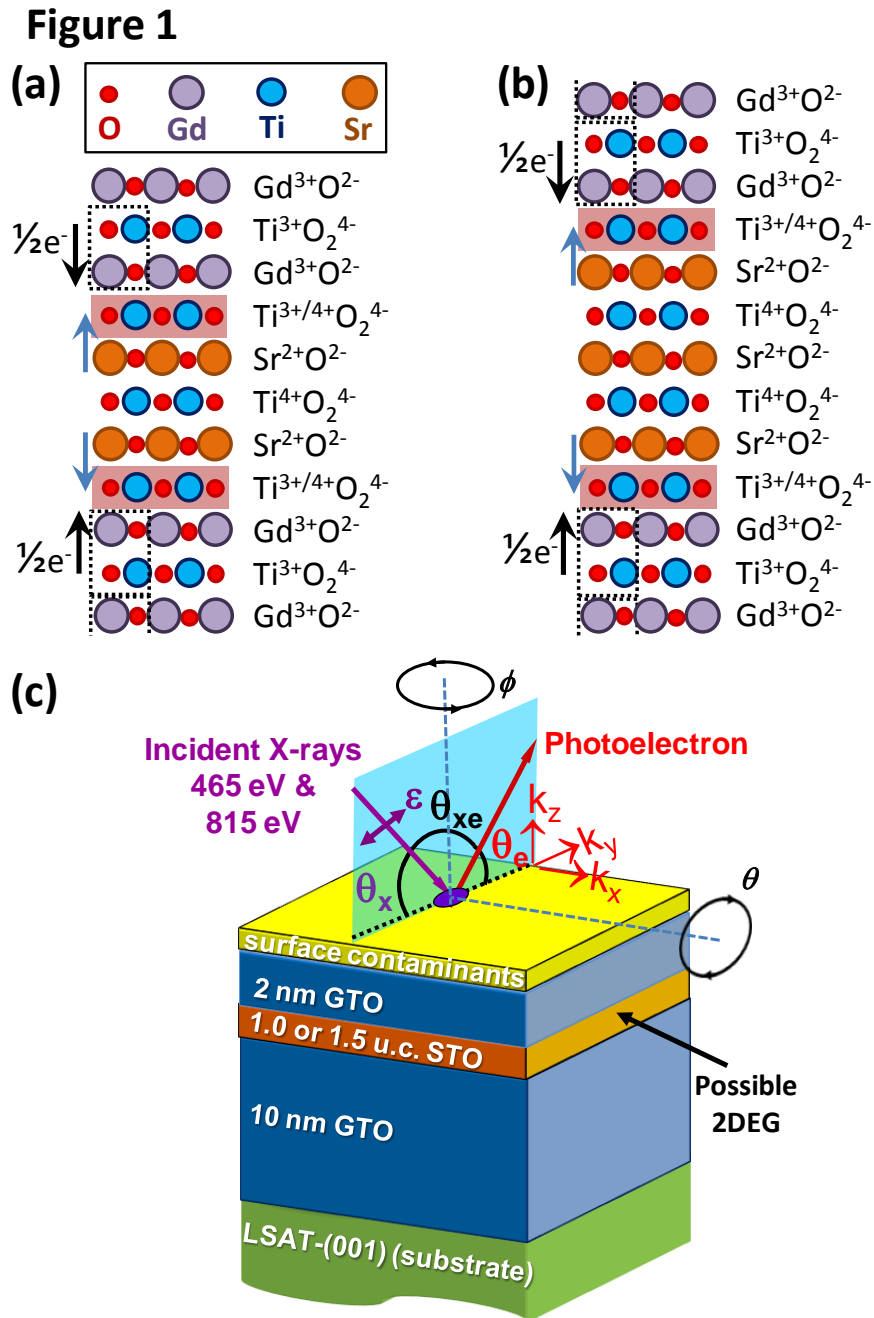 Figure 1
(a)
O Gd Ti Sr
Gd³⁺O²⁻
Ti³⁺O₂⁴⁻
½e⁻
Gd³⁺O²⁻
Ti³⁺/⁴⁺O₂⁴⁻
Sr²⁺O²⁻
Ti⁴⁺O₂⁴⁻
Sr²⁺O²⁻
Ti³⁺/⁴⁺O₂⁴⁻
Gd³⁺O²⁻
½e⁻
Ti³⁺O₂⁴⁻
Gd³⁺O²⁻
(b)
Gd³⁺O²⁻
Ti³⁺O₂⁴⁻
½e⁻
Gd³⁺O²⁻
Ti³⁺/⁴⁺O₂⁴⁻
Sr²⁺O²⁻
Ti⁴⁺O₂⁴⁻
Sr²⁺O²⁻
Ti⁴⁺O₂⁴⁻
Sr²⁺O²⁻
Ti³⁺/⁴⁺O₂⁴⁻
Gd³⁺O²⁻
½e⁻
Ti³⁺O₂⁴⁻
Gd³⁺O²⁻
(c)
ϕ
Incident X-rays
465 eV &
815 eV
Photoelectron
ε
θxe
kz
θe
ky
kx
θx
θ
surface contaminants
2 nm GTO
1.0 or 1.5 u.c. STO
Possible
2DEG
10 nm GTO
LSAT-(001) (substrate)